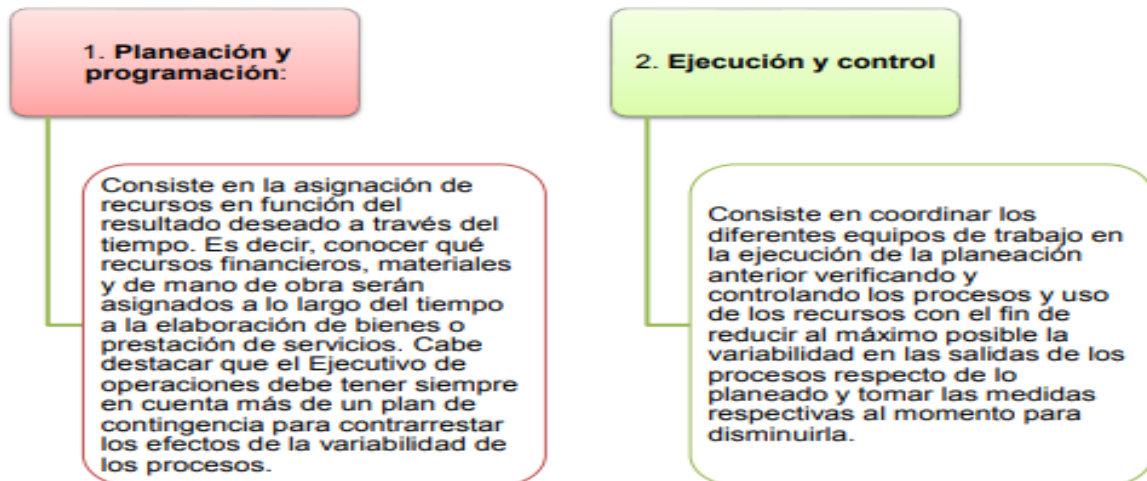 1. Planeación y
programación:
Consiste en la asignación de
recursos en función del
resultado deseado a través del
tiempo. Es decir, conocer qué
recursos financieros, materiales
y de mano de obra serán
asignados a lo largo del tiempo
a la elaboración de bienes o
prestación de servicios. Cabe
destacar que el Ejecutivo de
operaciones debe tener siempre
en cuenta más de un plan de
contingencia para contrarrestar
los efectos de la variabilidad de
los procesos.
2. Ejecución y control
Consiste en coordinar los
diferentes equipos de trabajo en
la ejecución de la planeación
anterior verificando y
controlando los procesos y uso
de los recursos con el fin de
reducir al máximo posible la
variabilidad en las salidas de los
procesos respecto de lo
planeado y tomar las medidas
respectivas al momento para
disminuirla.